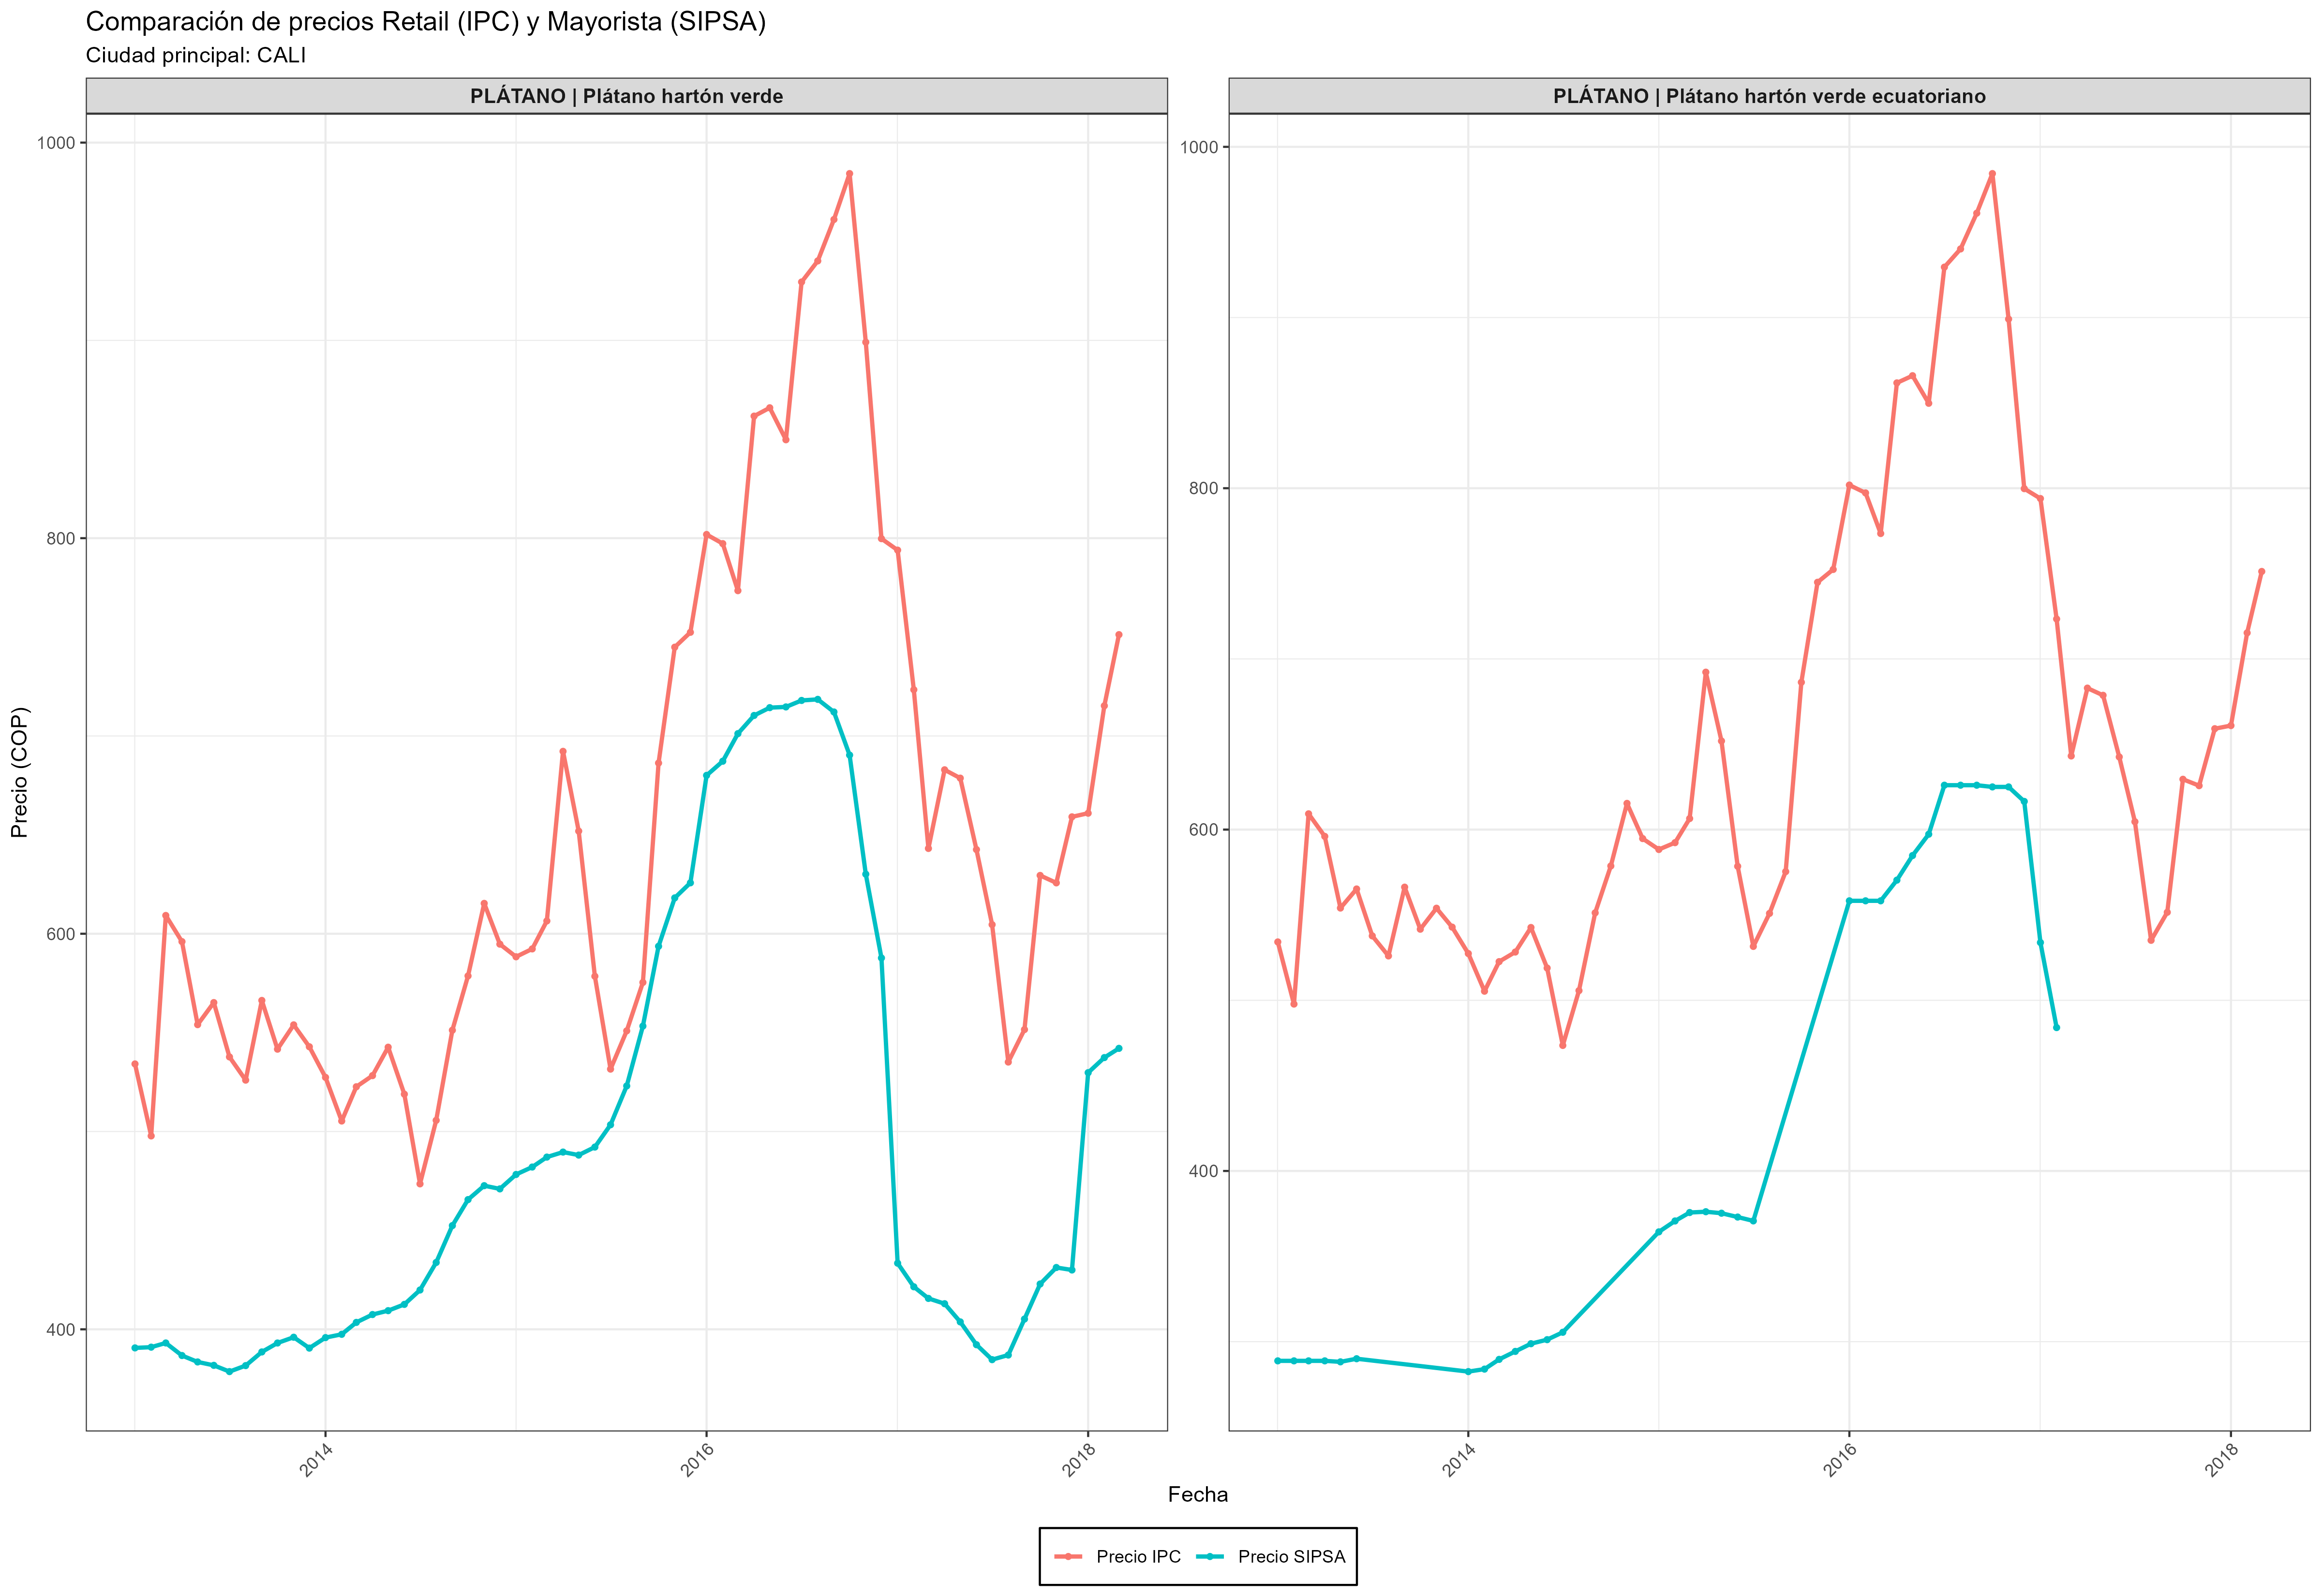 Comparación de precios Retail (IPC) y Mayorista (SIPSA)
Ciudad principal: CALI
PLÁTANO | Plátano hartón verde
PLÁTANO | Plátano hartón verde ecuatoriano
Precio (COP)
1000
800
600
400
1000
800
600
400
2014
2016
2018
2014
2016
2018
Fecha
Precio IPC
Precio SIPSA